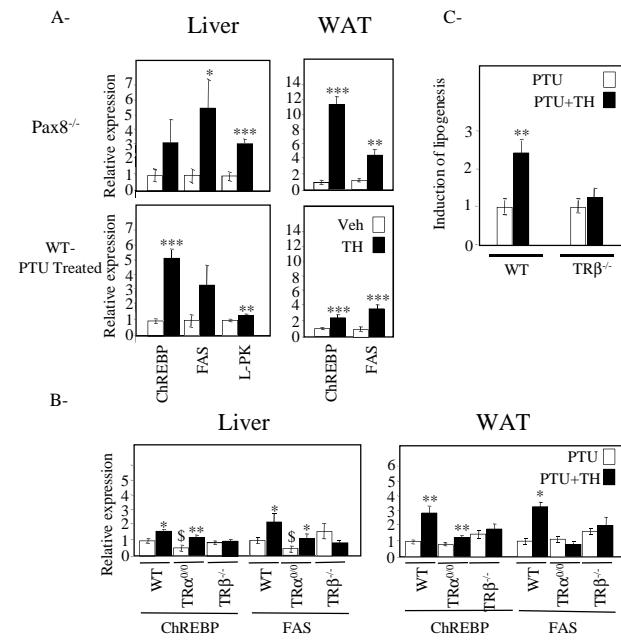 A-
Liver
WAT
C-
Pax8-/-
Relative expression
7
6
5
4
3
2
1
0
*
***
14
12
10
8
6
4
2
0
***
**
Induction of lipogenesis
PTU
PTU+TH
3
2
1
0
**
WT
TRβ-/-
WT-
PTU Treated
Relative expression
7
6
5
4
3
2
1
0
***
**
ChREBP
FAS
L-PK
Veh
TH
14
12
10
8
6
4
2
0
***
***
ChREBP
FAS
B-
Liver
WAT
Relative expression
5
4
3
2
1
0
*
$
**
*
$
*
WT
TRα0/0
TRβ-/-
WT
TRα0/0
TRβ-/-
ChREBP
FAS
PTU
PTU+TH
6
5
4
3
2
1
0
**
**
*
WT
TRα0/0
TRβ-/-
WT
TRα0/0
TRβ-/-
ChREBP
FAS